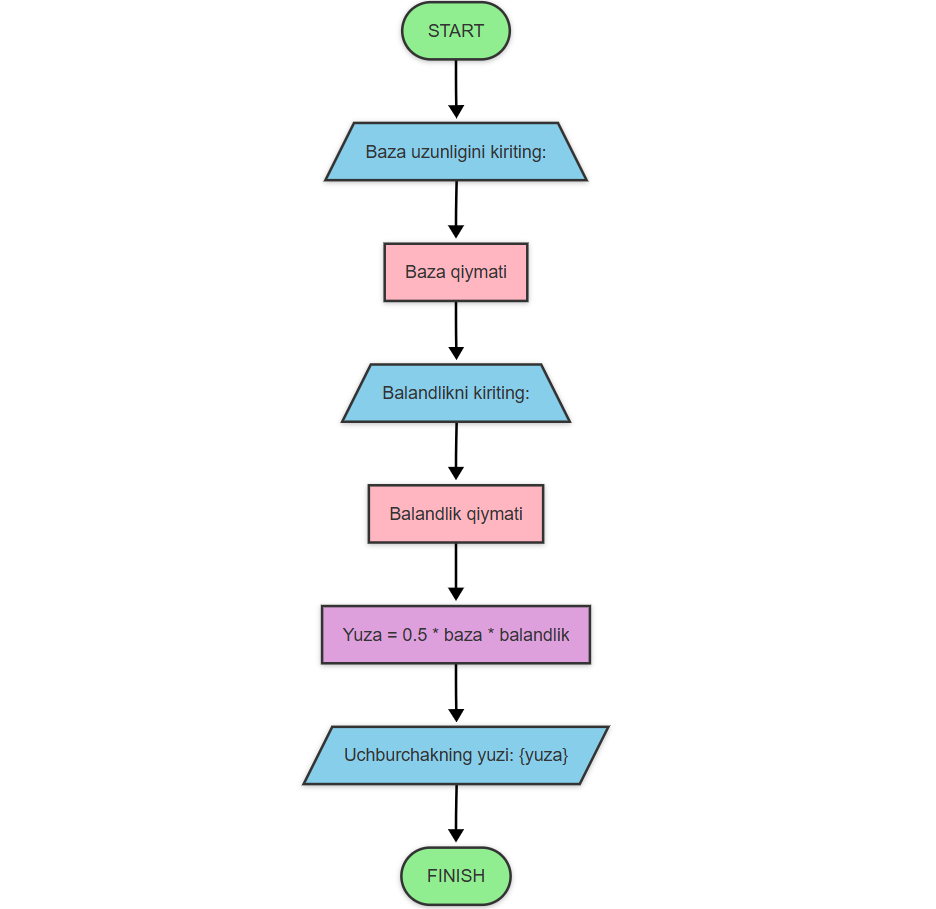 START
Baza uzunligini kiriting:
Baza qiymati
Balandlikni kiriting:
Balandlik qiymati
Yuza = 0.5 * baza * balandlik
Uchburchakning yuzi: {yuza}
FINISH